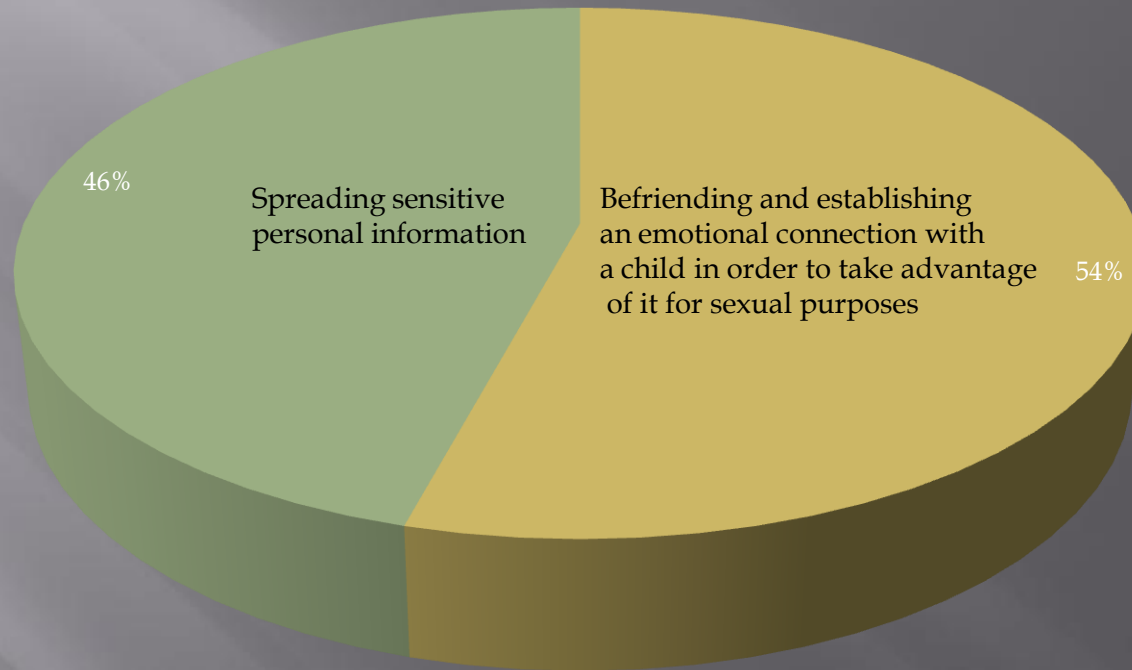 46%
Spreading sensitive
personal information
Befriending and establishing
an emotional connection with
a child in order to take advantage
of it for sexual purposes
54%